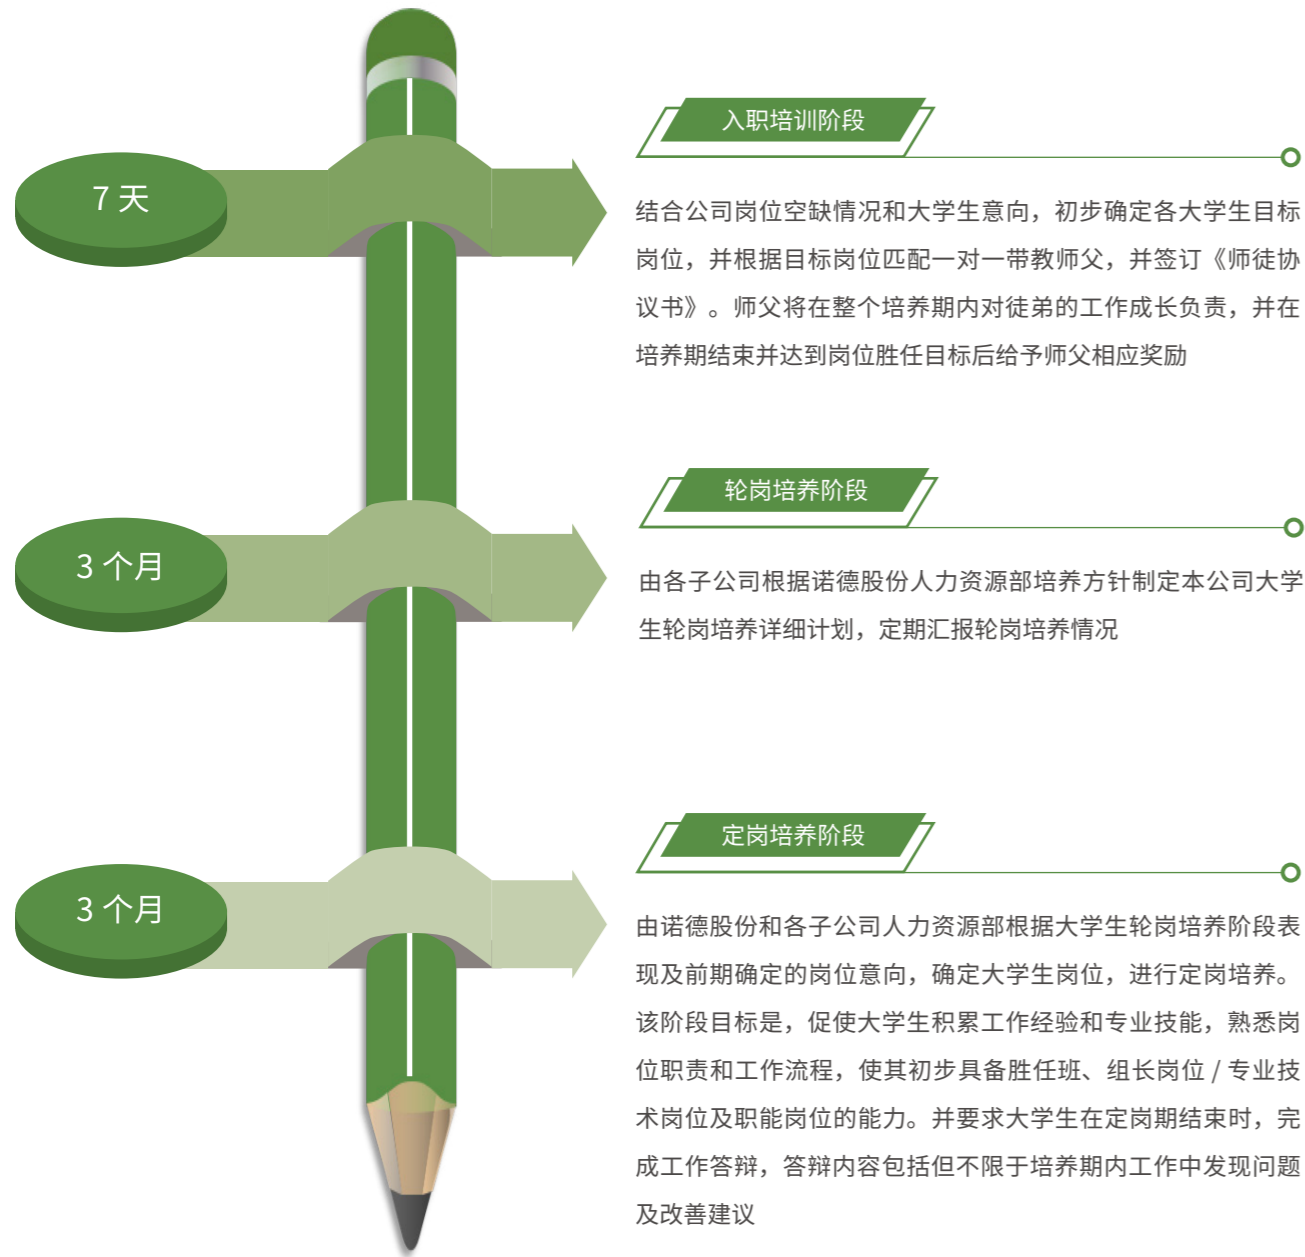 7 天
入职培训阶段
结合公司岗位空缺情况和大学生意向，初步确定各大学生目标
岗位，并根据目标岗位匹配一对一带教师父，并签订《师徒协
议书》。师父将在整个培养期内对徒弟的工作成长负责，并在
培养期结束并达到岗位胜任目标后给予师父相应奖励
3 个月
轮岗培养阶段
由各子公司根据诺德股份人力资源部培养方针制定本公司大学
生轮岗培养详细计划，定期汇报轮岗培养情况
3 个月
定岗培养阶段
由诺德股份和各子公司人力资源部根据大学生轮岗培养阶段表
现及前期确定的岗位意向，确定大学生岗位，进行定岗培养。
该阶段目标是，促使大学生积累工作经验和专业技能，熟悉岗
位职责和工作流程，使其初步具备胜任班、组长岗位 / 专业技
术岗位及职能岗位的能力。并要求大学生在定岗期结束时，完
成工作答辩，答辩内容包括但不限于培养期内工作中发现问题
及改善建议